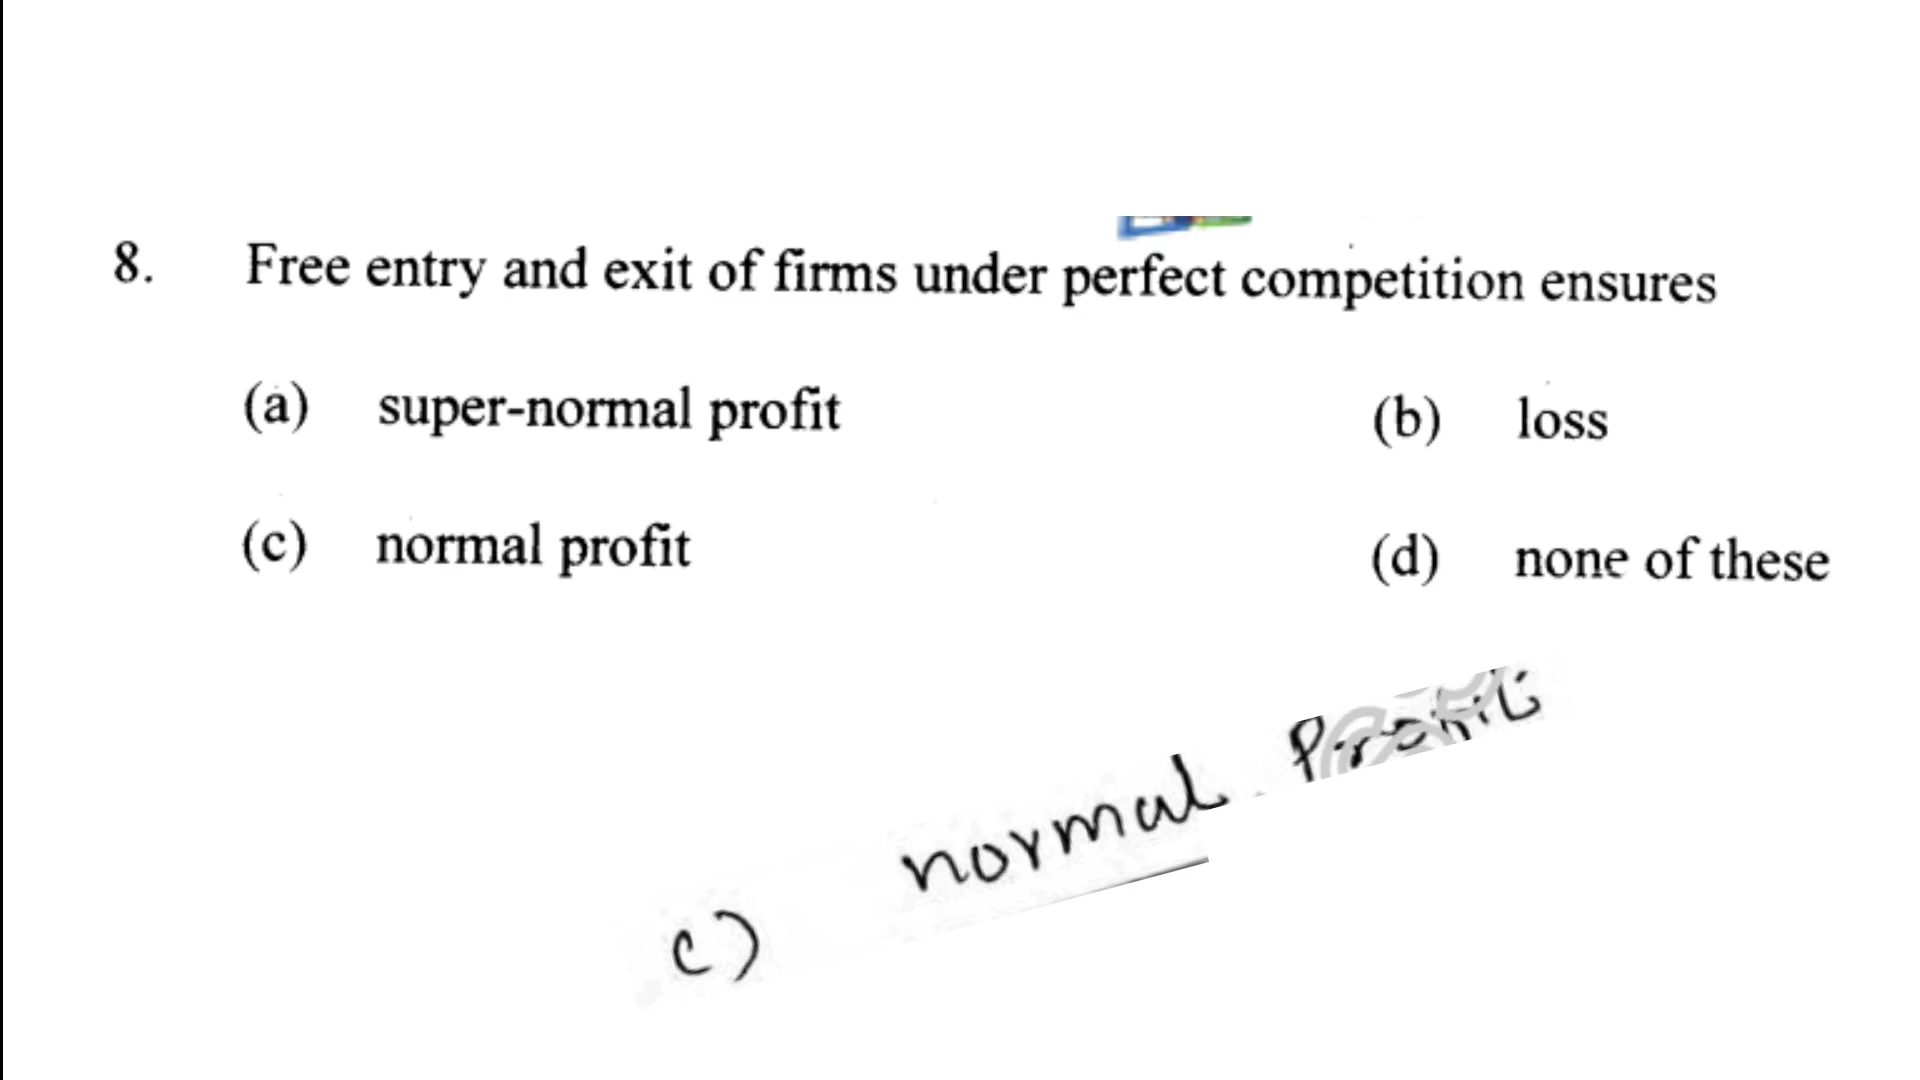 8. Free entry and exit of firms under perfect competition ensures
(a) super-normal profit (b) loss
(c) normal profit (d) none of these
c) normal Profit